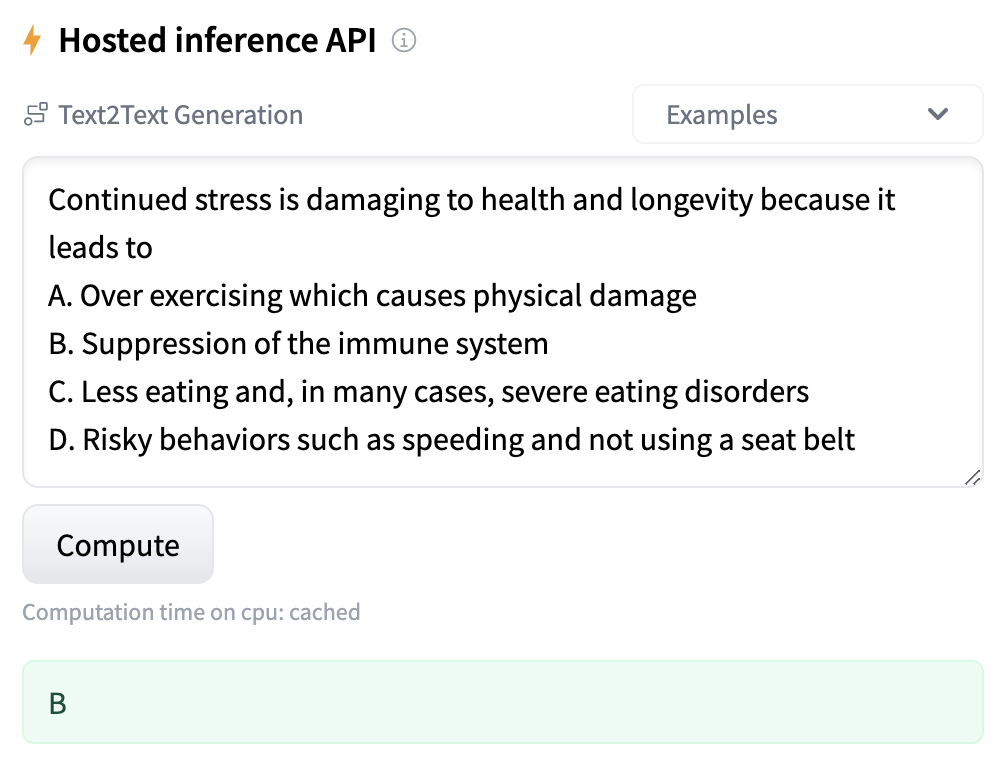 Hosted inference API
Text2Text Generation
Examples
Continued stress is damaging to health and longevity because it
leads to
A. Over exercising which causes physical damage
B. Suppression of the immune system
C. Less eating and, in many cases, severe eating disorders
D. Risky behaviors such as speeding and not using a seat belt
Compute
Computation time on cpu: cached
B